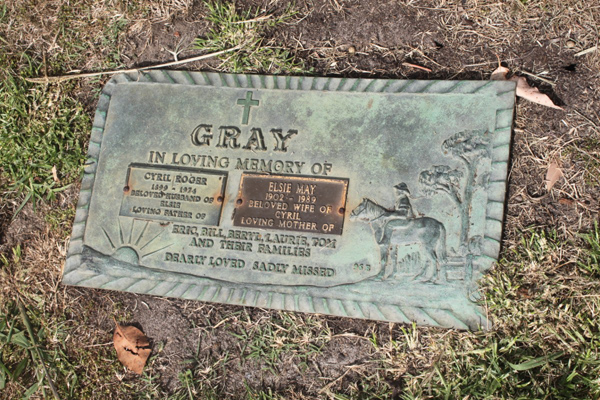 GRAY
IN LOVING MEMORY OF
CYRIL ROGER
1899 - 1974
BELOVED HUSBAND OF
ELSIE
LOVING FATHER OF
ELSIE MAY
1902 - 1989
BELOVED WIFE OF
CYRIL
LOVING MOTHER OF
ERIC, BILL, BERYL, LAURIE, TOM
AND THEIR FAMILIES
DEARLY LOVED SADLY MISSED